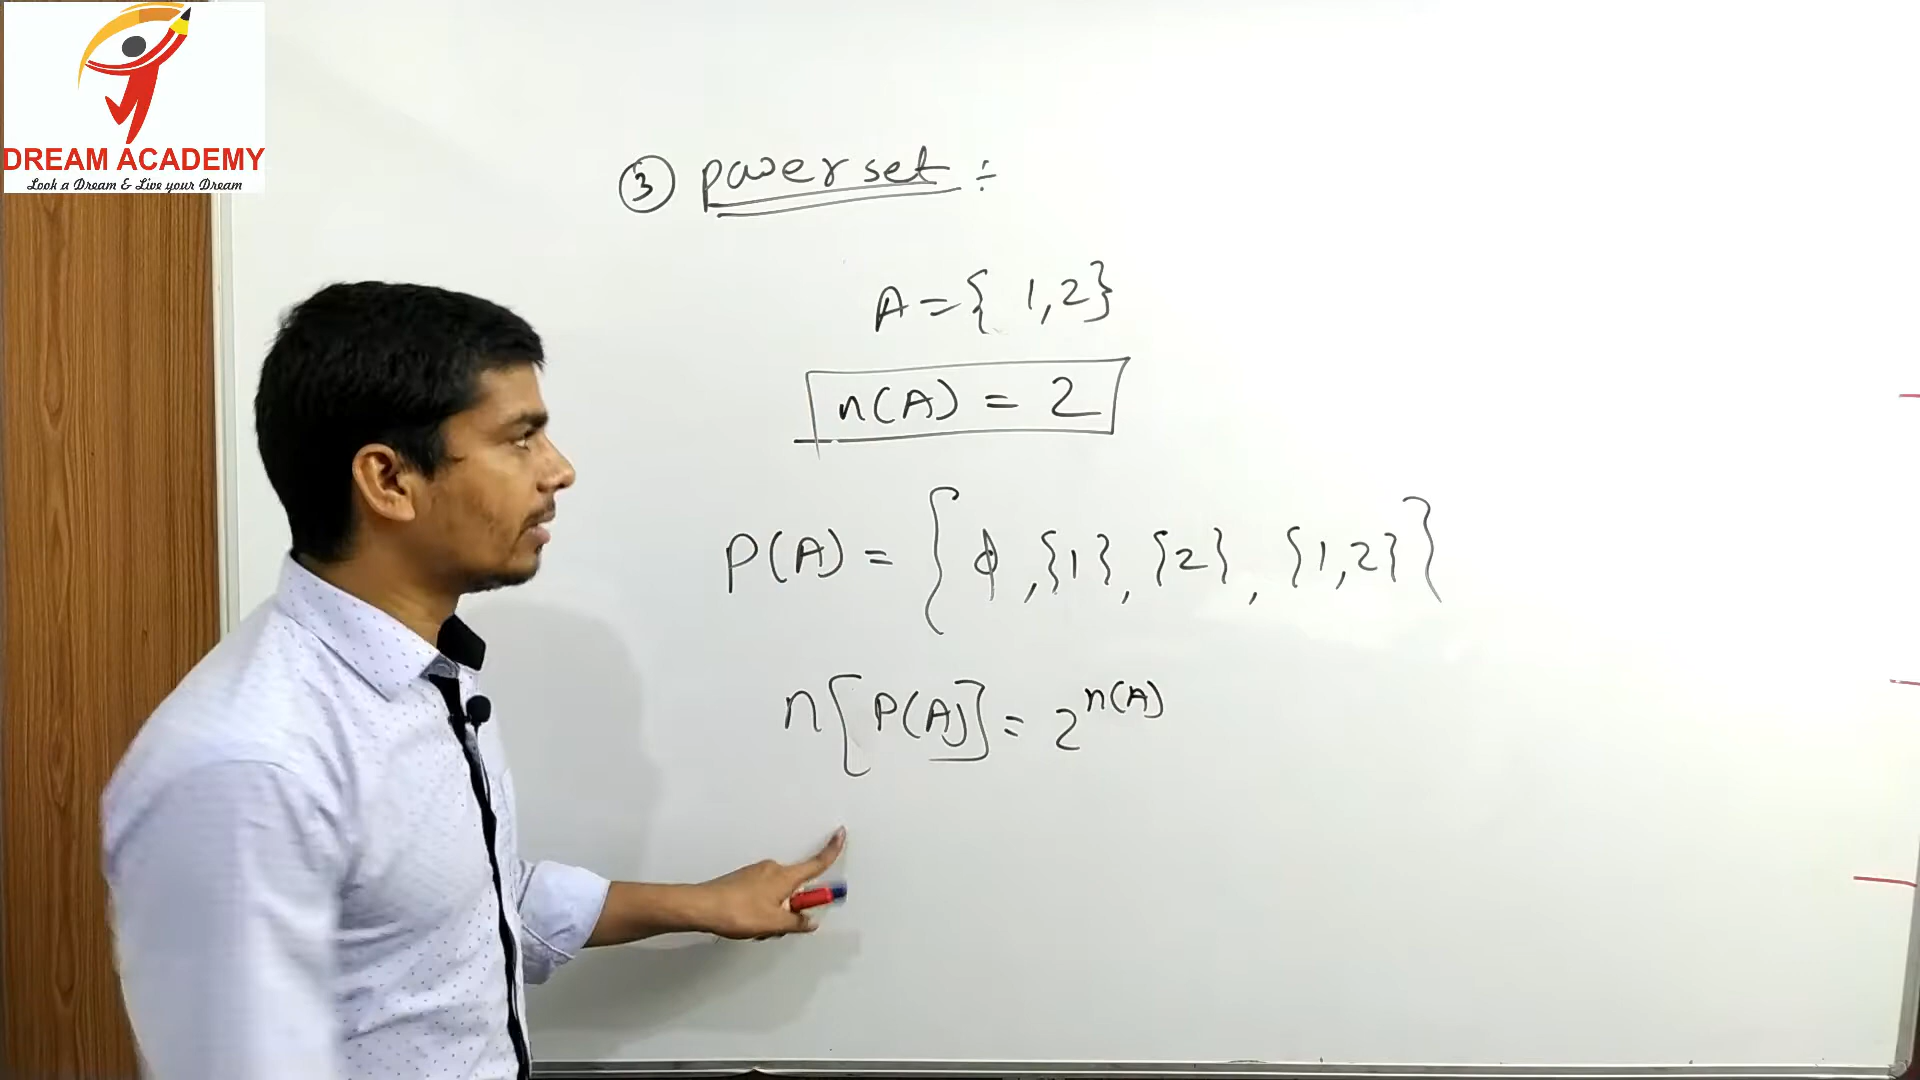 DREAM ACADEMY
Look a Dream & Live your Dream
③ power set ÷
A = { 1, 2 }
n(A) = 2
P(A) = { ϕ , {1} , {2} , {1,2} }
n[P(A)] = 2^n(A)